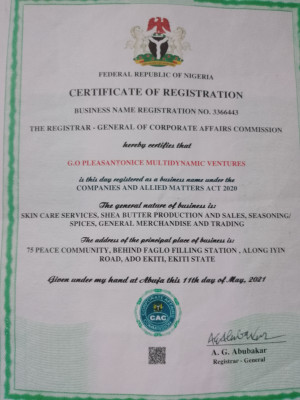 FEDERAL REPUBLIC OF NIGERIA
CERTIFICATE OF REGISTRATION
BUSINESS NAME REGISTRATION NO. 3366443
THE REGISTRAR - GENERAL OF CORPORATE AFFAIRS COMMISSION
hereby certifies that
G.O PLEASANTONICE MULTIDYNAMIC VENTURES
is this day registered as a business name under the
COMPANIES AND ALLIED MATTERS ACT 2020
The general nature of business is:
SKIN CARE SERVICES, SHEA BUTTER PRODUCTION AND SALES, SEASONING/
SPICES, GENERAL MERCHANDISE AND TRADING
The address of the principal place of business is:
75 PEACE COMMUNITY, BEHIND FAGLO FILLING STATION , ALONG IYIN
ROAD, ADO EKITI, EKITI STATE
Given under my hand at Abuja this 11th day of May, 2021
CAC
A. G. Abubakar
Registrar - General